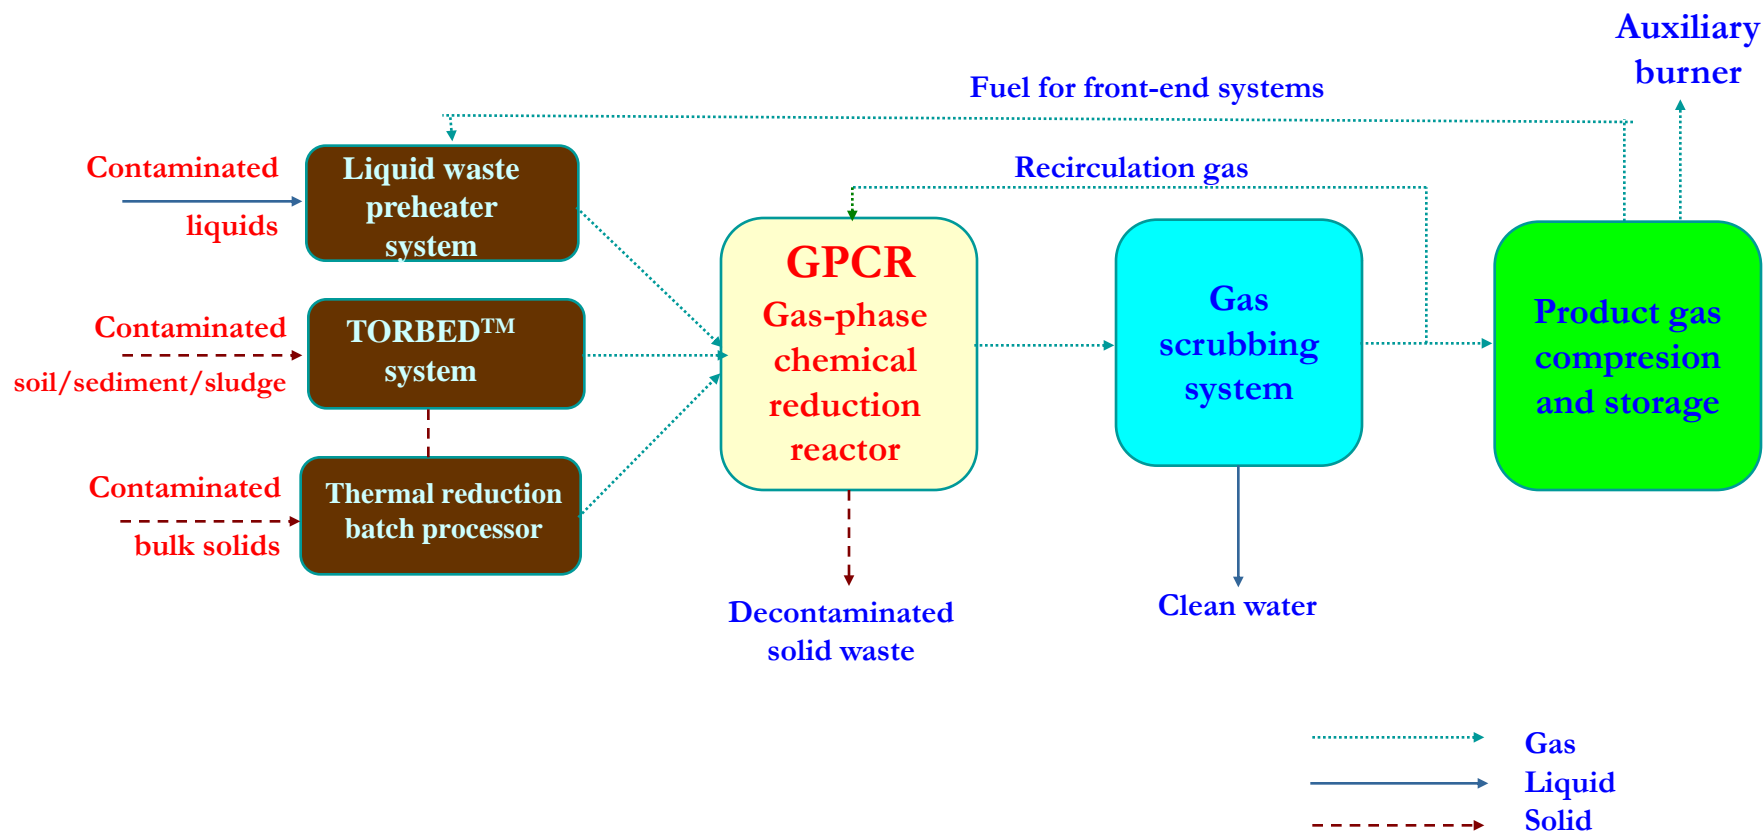 Auxiliary
burner
Fuel for front-end systems
Recirculation gas
Contaminated
liquids
Liquid waste
preheater
system
Contaminated
soil/sediment/sludge
TORBED™
system
Contaminated
bulk solids
Thermal reduction
batch processor
GPCR
Gas-phase
chemical
reduction
reactor
Gas
scrubbing
system
Product gas
compresion
and storage
Decontaminated
solid waste
Clean water
Gas
Liquid
Solid